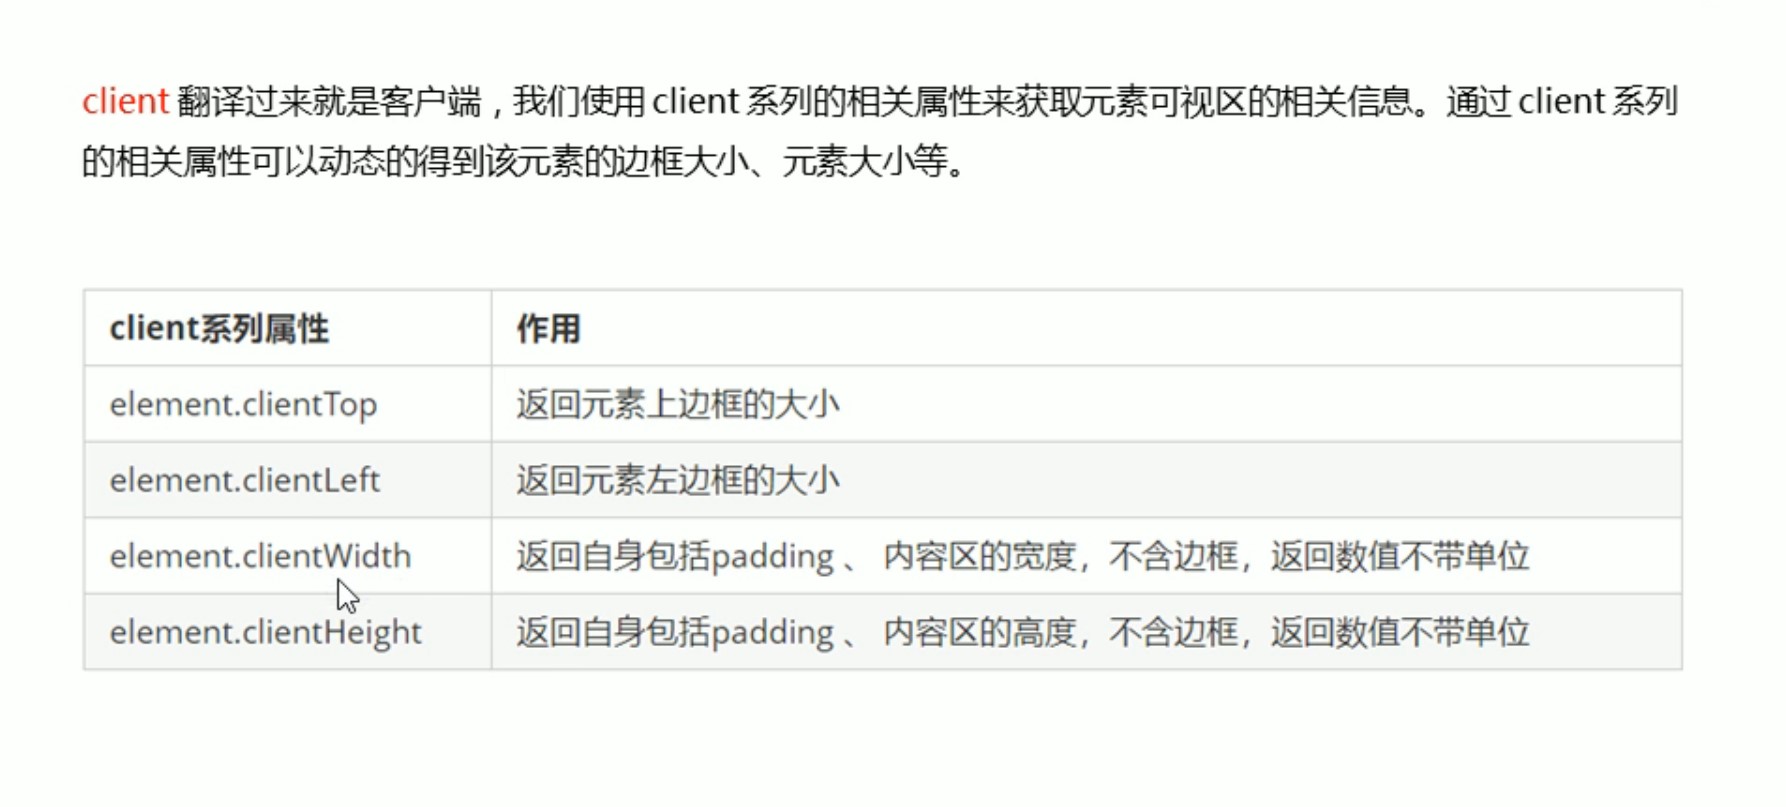 client 翻译过来就是客户端，我们使用 client 系列的相关属性来获取元素可视区的相关信息。通过 client 系列
的相关属性可以动态的得到该元素的边框大小、元素大小等。
client系列属性 作用
element.clientTop 返回元素上边框的大小
element.clientLeft 返回元素左边框的大小
element.clientWidth 返回自身包括padding 、 内容区的宽度，不含边框，返回数值不带单位
element.clientHeight 返回自身包括padding 、 内容区的高度，不含边框，返回数值不带单位